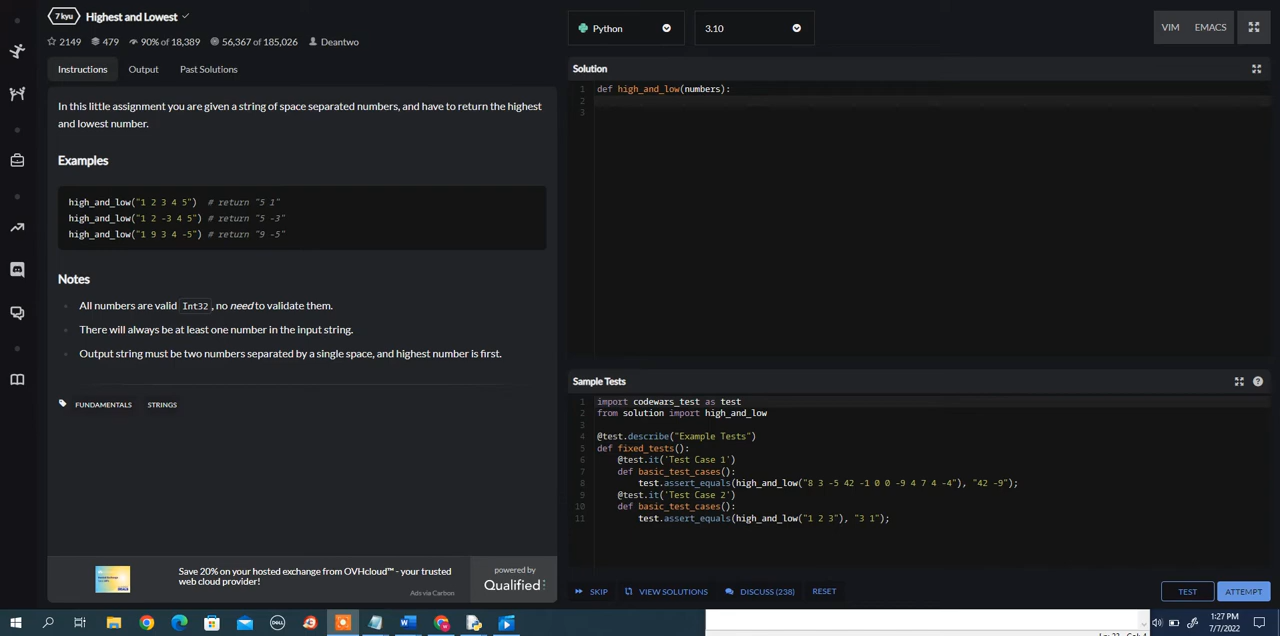 7 kyu Highest and Lowest
2149 479 90% of 18,389 56,367 of 185,026 Deantwo
Instructions Output Past Solutions
In this little assignment you are given a string of space separated numbers, and have to return the highest
and lowest number.
Examples
high_and_low("1 2 3 4 5") # return "5 1"
high_and_low("1 2 -3 4 5") # return "5 -3"
high_and_low("1 9 3 4 -5") # return "9 -5"
Notes
All numbers are valid Int32, no need to validate them.
There will always be at least one number in the input string.
Output string must be two numbers separated by a single space, and highest number is first.
FUNDAMENTALS STRINGS
Save 20% on your hosted exchange from OVHcloud™ - your trusted
web cloud provider!
Ads via Carbon
powered by
Qualified
Python 3.10 VIM EMACS
Solution
1 def high_and_low(numbers):
2
3
Sample Tests
1 import codewars_test as test
2 from solution import high_and_low
3
4 @test.describe("Example Tests")
5 def fixed_tests():
6 @test.it('Test Case 1')
7 def basic_test_cases():
8 test.assert_equals(high_and_low("8 3 -5 42 -1 0 0 -9 4 7 4 -4"), "42 -9");
9 @test.it('Test Case 2')
10 def basic_test_cases():
11 test.assert_equals(high_and_low("1 2 3"), "3 1");
SKIP VIEW SOLUTIONS DISCUSS (238) RESET TEST ATTEMPT
DELL
1:27 PM
7/7/2022